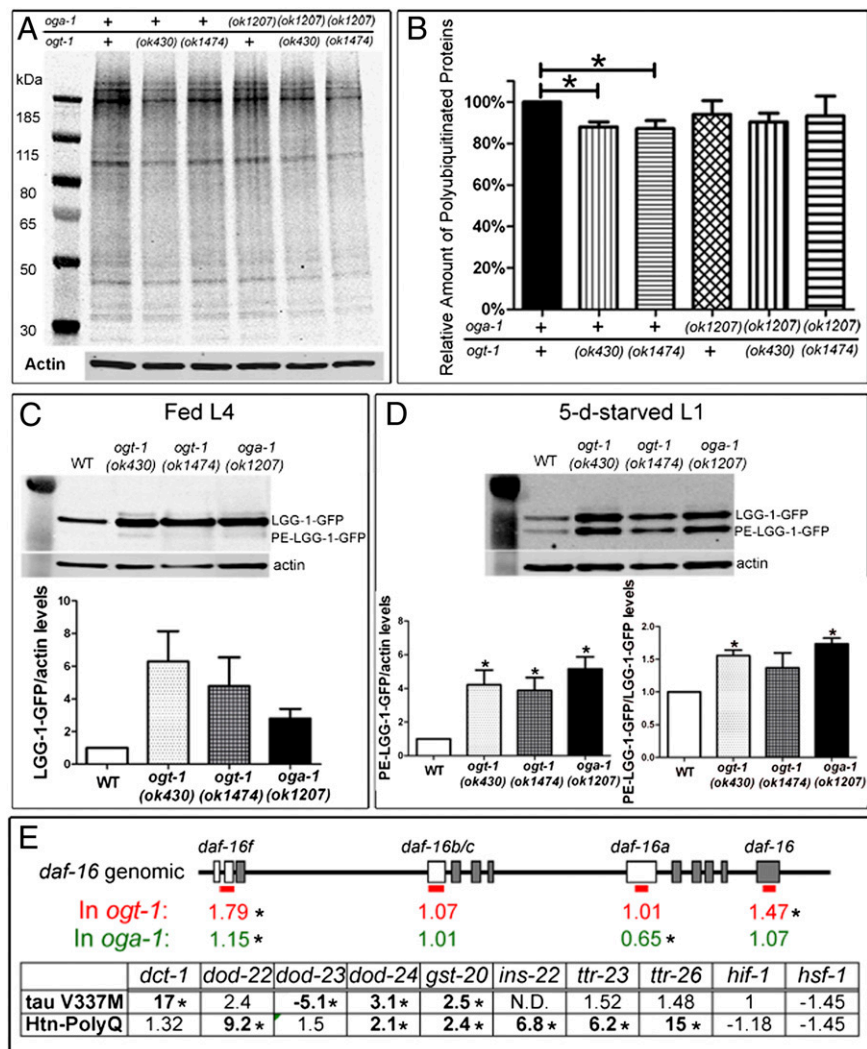 A
oga-1 + + + (ok1207) (ok1207) (ok1207)
ogt-1 + (ok430) (ok1474) + (ok430) (ok1474)
kDa
185
115
80
65
50
30
Actin
B
Relative Amount of Polyubiquitinated Proteins
* *
100%
80%
60%
40%
20%
0%
oga-1 + + + (ok1207) (ok1207) (ok1207)
ogt-1 + (ok430) (ok1474) + (ok430) (ok1474)
C Fed L4
WT ogt-1 (ok430) ogt-1 (ok1474) oga-1 (ok1207)
LGG-1-GFP
PE-LGG-1-GFP
actin
LGG-1-GFP/actin levels
10
8
6
4
2
0
WT ogt-1 (ok430) ogt-1 (ok1474) oga-1 (ok1207)
D 5-d-starved L1
WT ogt-1 (ok430) ogt-1 (ok1474) oga-1 (ok1207)
LGG-1-GFP
PE-LGG-1-GFP
actin
PE-LGG-1-GFP/actin levels
8
6
4
2
0
* * *
WT ogt-1 (ok430) ogt-1 (ok1474) oga-1 (ok1207)
PE-LGG-1-GFP/LGG-1-GFP levels
2.0
1.5
1.0
0.5
0.0
* *
WT ogt-1 (ok430) ogt-1 (ok1474) oga-1 (ok1207)
E
daf-16f daf-16b/c daf-16a daf-16
daf-16 genomic
In ogt-1: 1.79 * 1.07 1.01 1.47 *
In oga-1: 1.15 * 1.01 0.65 * 1.07
dct-1 dod-22 dod-23 dod-24 gst-20 ins-22 ttr-23 ttr-26 hif-1 hsf-1
tau V337M 17 * 2.4 -5.1 * 3.1 * 2.5 * N.D. 1.52 1.48 1 -1.45
Htn-PolyQ 1.32 9.2 * 1.5 2.1 * 2.4 * 6.8 * 6.2 * 15 * -1.18 -1.45